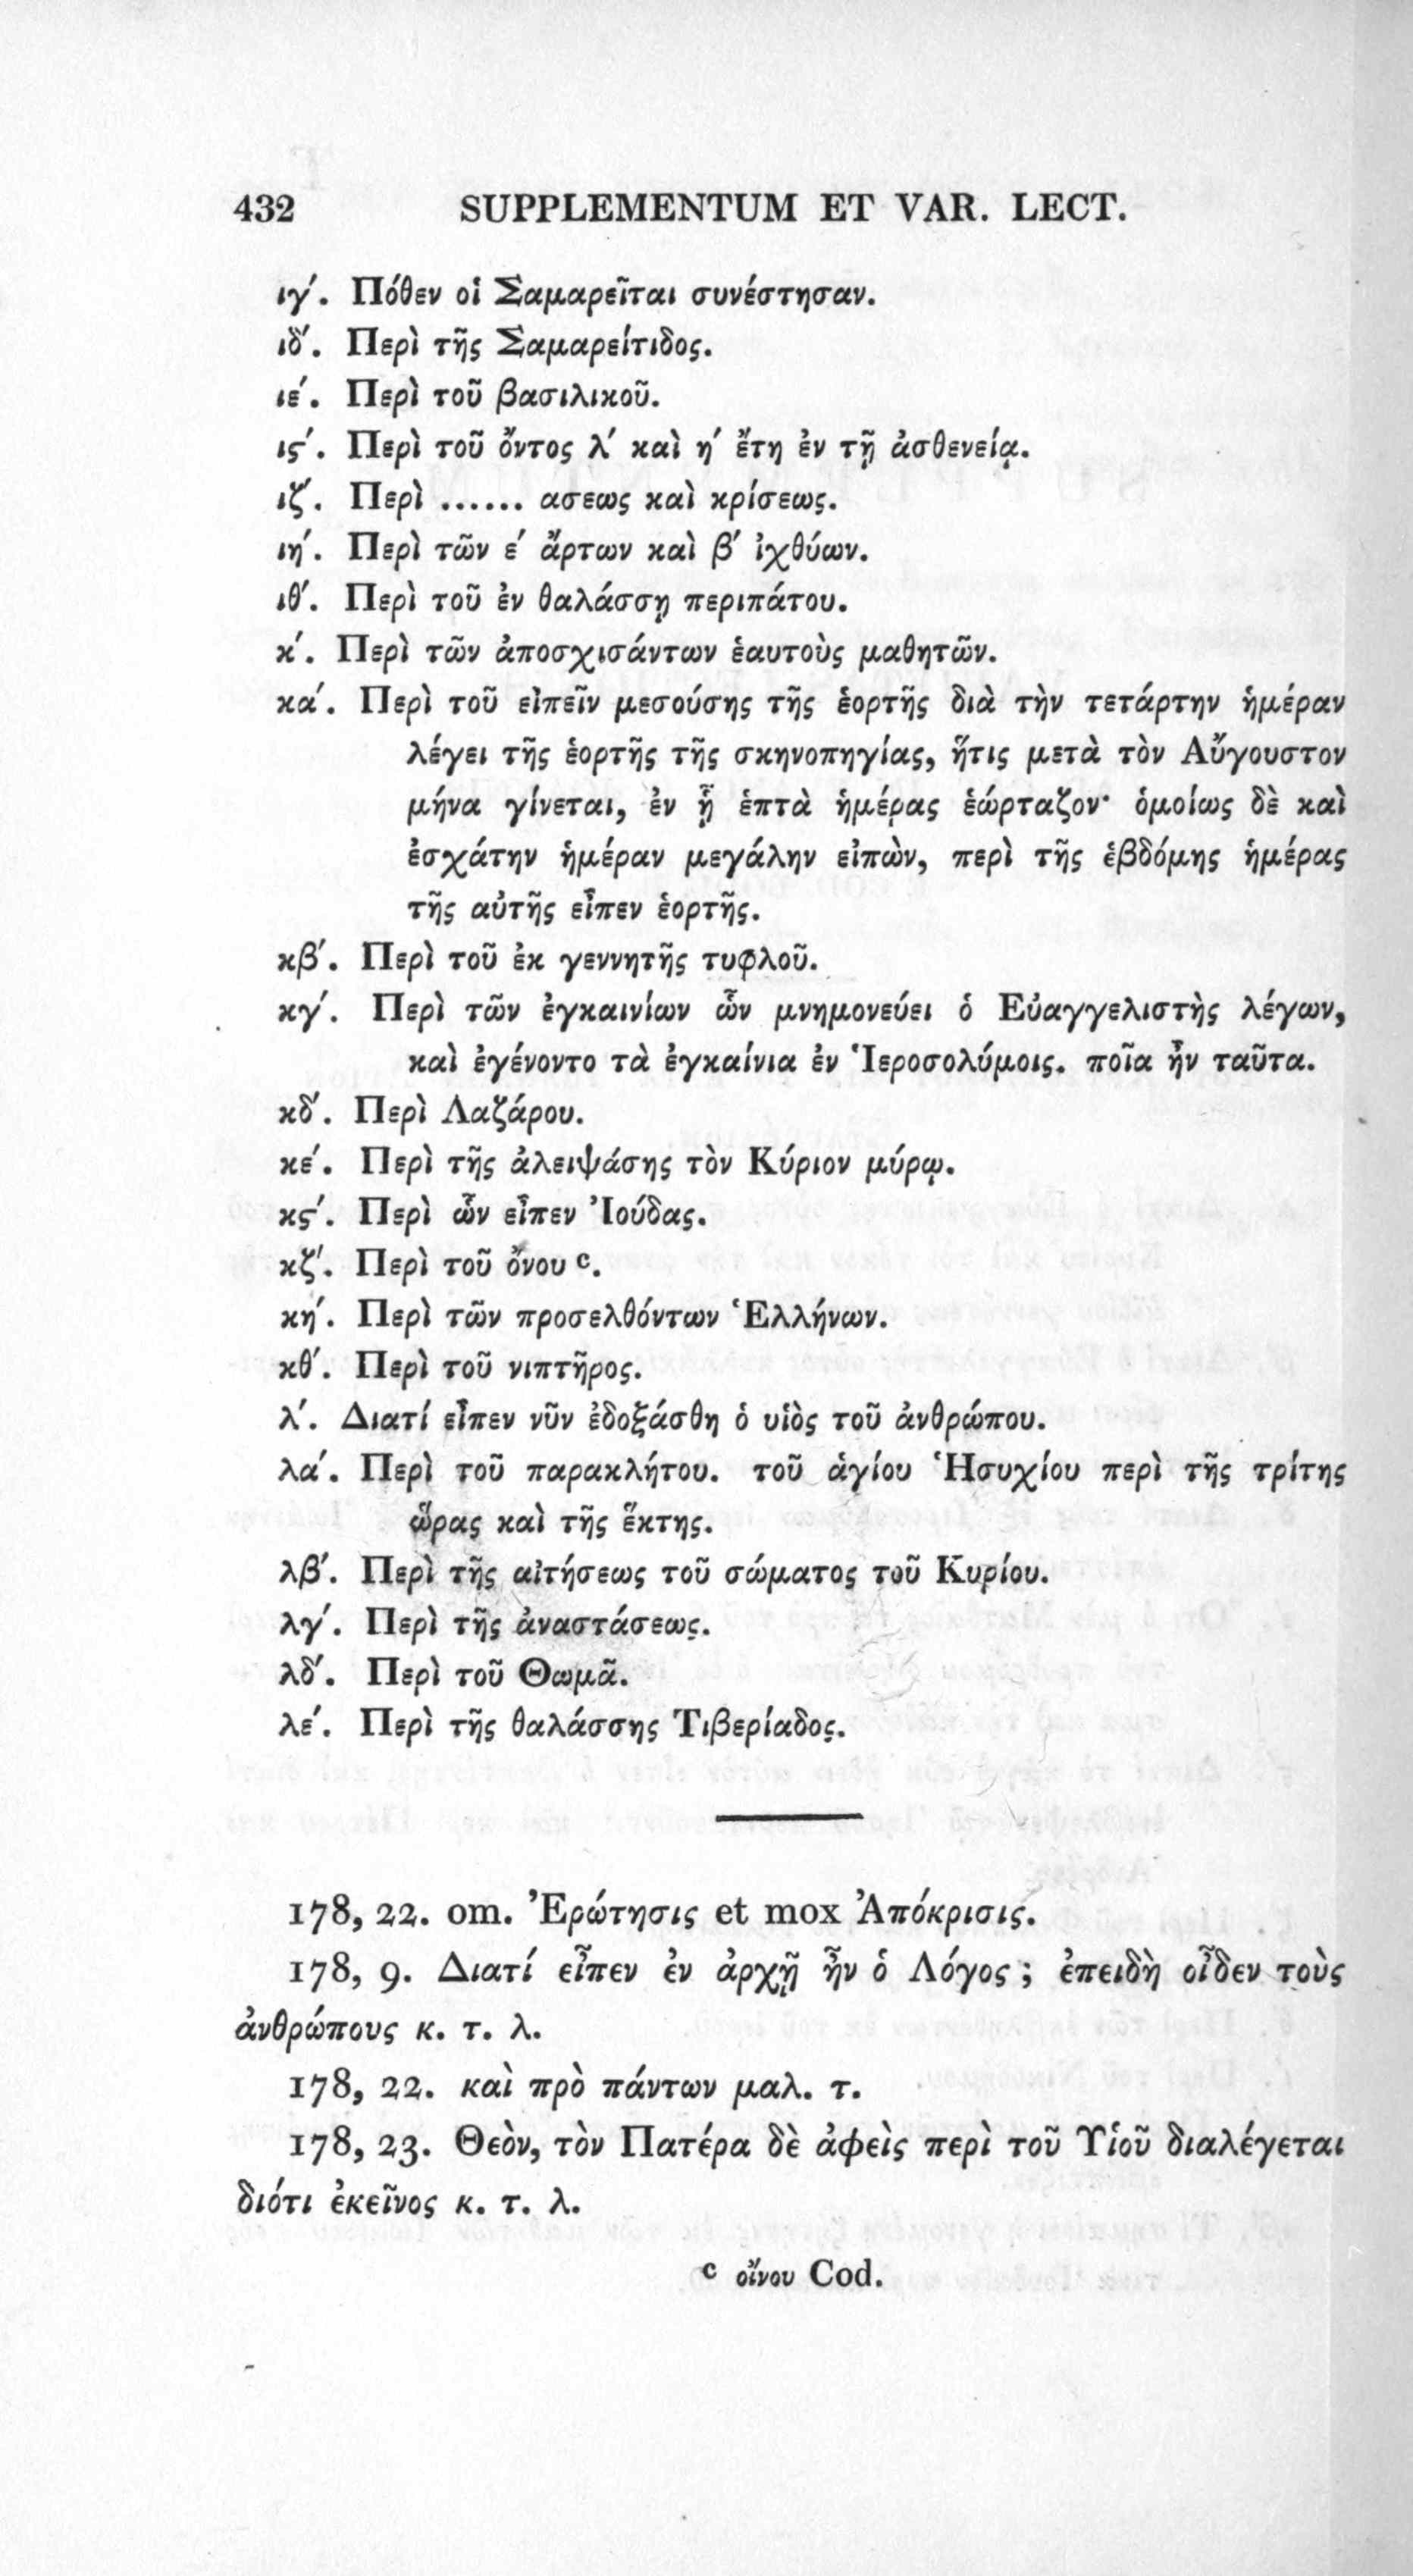 432 SUPPLEMENTUM ET VAR. LECT.
ιγ΄. Πόθεν οἱ Σαμαρεῖται συνέστησαν.
ιδ΄. Περὶ τῆς Σαμαρείτιδος.
ιε΄. Περὶ τοῦ βασιλικοῦ.
ις΄. Περὶ τοῦ ὄντος λ΄ καὶ η΄ ἔτη ἐν τῇ ἀσθενείᾳ.
ιζ΄. Περὶ ...... ασεως καὶ κρίσεως.
ιη΄. Περὶ τῶν ε΄ ἄρτων καὶ β΄ ἰχθύων.
ιθ΄. Περὶ τοῦ ἐν θαλάσσῃ περιπάτου.
κ΄. Περὶ τῶν ἀποσχισάντων ἑαυτοὺς μαθητῶν.
κα΄. Περὶ τοῦ εἰπεῖν μεσούσης τῆς ἑορτῆς διὰ τὴν τετάρτην ἡμέραν
λέγει τῆς ἑορτῆς τῆς σκηνοπηγίας, ἥτις μετὰ τὸν Αὔγουστον
μήνα γίνεται, ἐν ᾗ ἑπτὰ ἡμέρας ἑώρταζον· ὁμοίως δὲ καὶ
ἐσχάτην ἡμέραν μεγάλην εἰπὼν, περὶ τῆς ἑβδόμης ἡμέρας
τῆς αὐτῆς εἶπεν ἑορτῆς.
κβ΄. Περὶ τοῦ ἐκ γεννητῆς τυφλοῦ.
κγ΄. Περὶ τῶν ἐγκαινίων ὧν μνημονεύει ὁ Εὐαγγελιστὴς λέγων,
καὶ ἐγένοντο τὰ ἐγκαίνια ἐν Ἱεροσολύμοις. ποῖα ἦν ταῦτα.
κδ΄. Περὶ Λαζάρου.
κε΄. Περὶ τῆς ἀλειψάσης τὸν Κύριον μύρῳ.
κς΄. Περὶ ὧν εἶπεν Ἰούδας.
κζ΄. Περὶ τοῦ ὄνου c.
κη΄. Περὶ τῶν προσελθόντων Ἑλλήνων.
κθ΄. Περὶ τοῦ νιπτῆρος.
λ΄. Διατί εἶπεν νῦν ἐδοξάσθη ὁ υἱὸς τοῦ ἀνθρώπου.
λα΄. Περὶ τοῦ παρακλήτου. τοῦ ἁγίου Ἡσυχίου περὶ τῆς τρίτης
ὥρας καὶ τῆς ἕκτης.
λβ΄. Περὶ τῆς αἰτήσεως τοῦ σώματος τοῦ Κυρίου.
λγ΄. Περὶ τῆς ἀναστάσεως.
λδ΄. Περὶ τοῦ Θωμᾶ.
λε΄. Περὶ τῆς θαλάσσης Τιβερίαδος.
178, 22. om. Ἐρώτησις et mox Ἀπόκρισις.
178, 9. Διατί εἶπεν ἐν ἀρχῇ ἦν ὁ Λόγος; ἐπειδὴ οἶδεν τοὺς
ἀνθρώπους κ. τ. λ.
178, 22. καὶ πρὸ πάντων μαλ. τ.
178, 23. Θεὸν, τὸν Πατέρα δὲ ἀφεὶς περὶ τοῦ Υἱοῦ διαλέγεται
διότι ἐκεῖνος κ. τ. λ.
c οἴνου Cod.